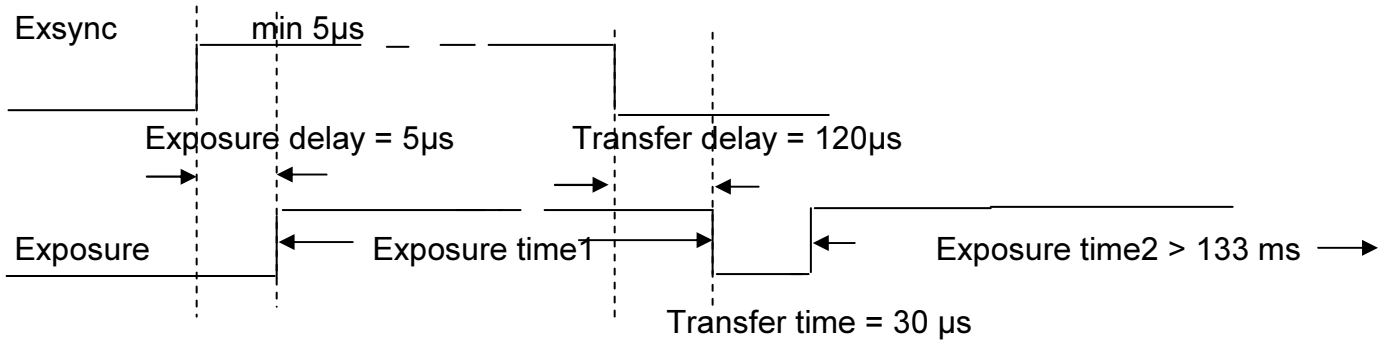 Exsync min 5µs
Exposure delay = 5µs Transfer delay = 120µs
Exposure Exposure time1 Exposure time2 > 133 ms
Transfer time = 30 µs